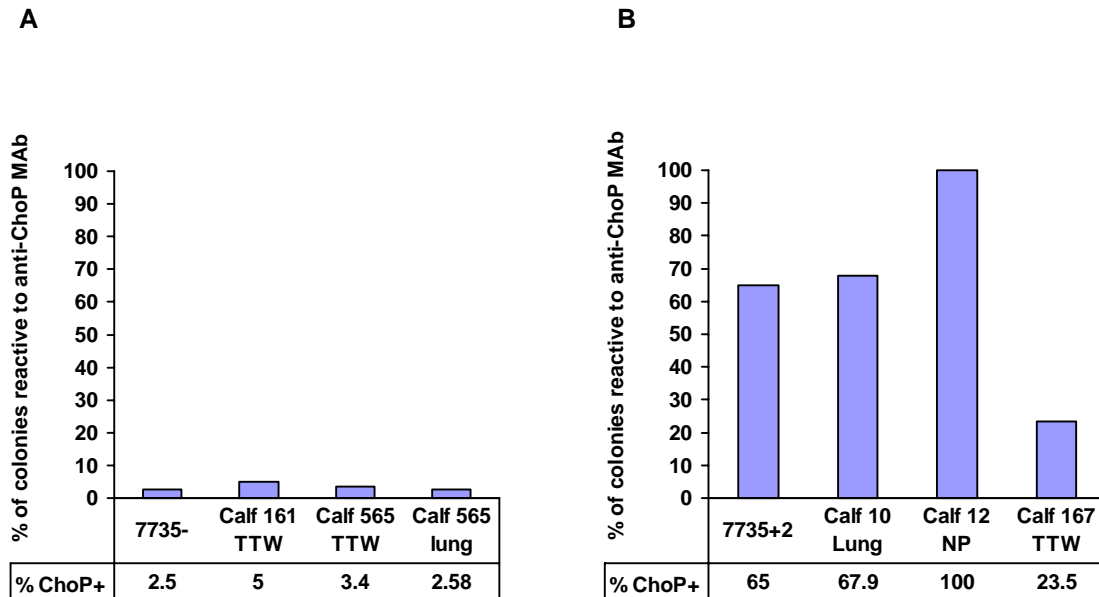 A
% of colonies reactive to anti-ChoP MAb
100
90
80
70
60
50
40
30
20
10
0
7735- Calf 161 Calf 565 Calf 565
TTW TTW lung
% ChoP+ 2.5 5 3.4 2.58
B
% of colonies reactive to anti-ChoP MAb
100
90
80
70
60
50
40
30
20
10
0
7735+2 Calf 10 Calf 12 Calf 167
Lung NP TTW
% ChoP+ 65 67.9 100 23.5